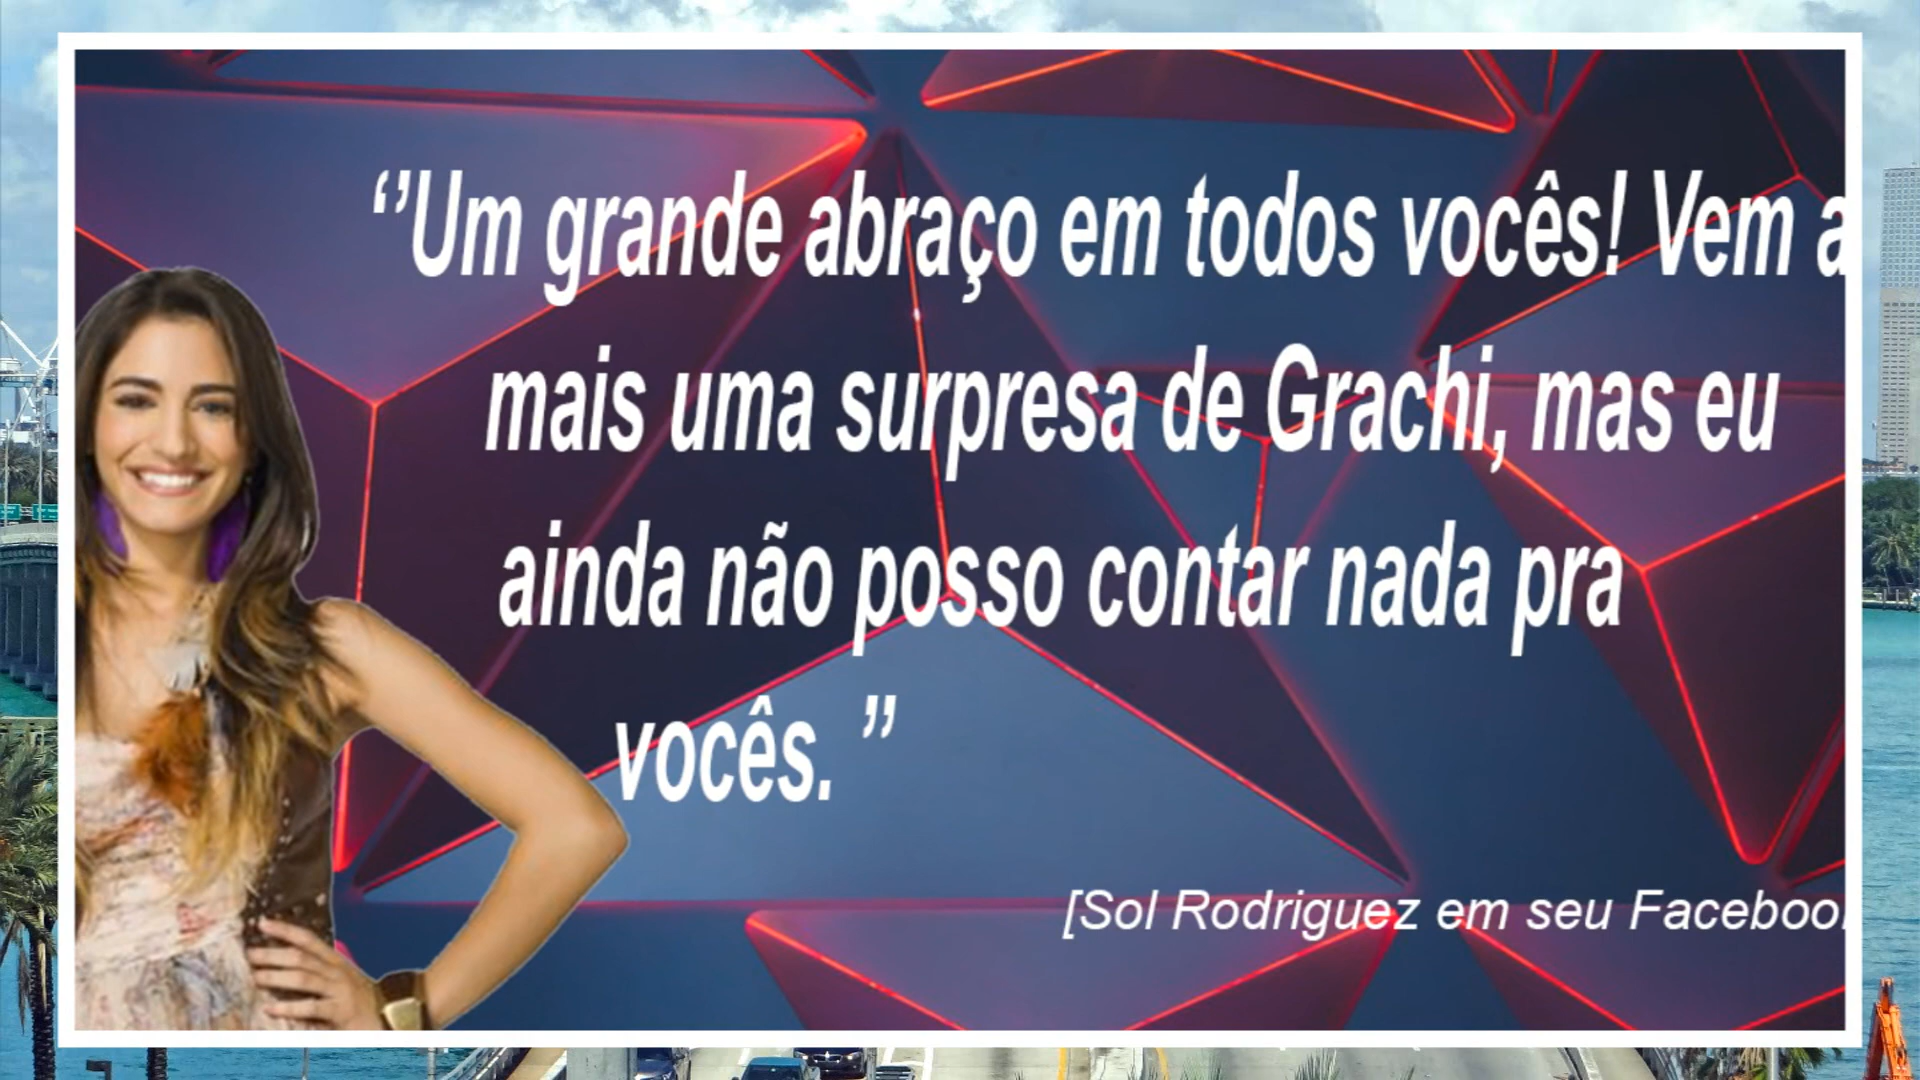 ‘’Um grande abraço em todos vocês! Vem a
mais uma surpresa de Grachi, mas eu
ainda não posso contar nada pra
vocês. ”
[Sol Rodriguez em seu